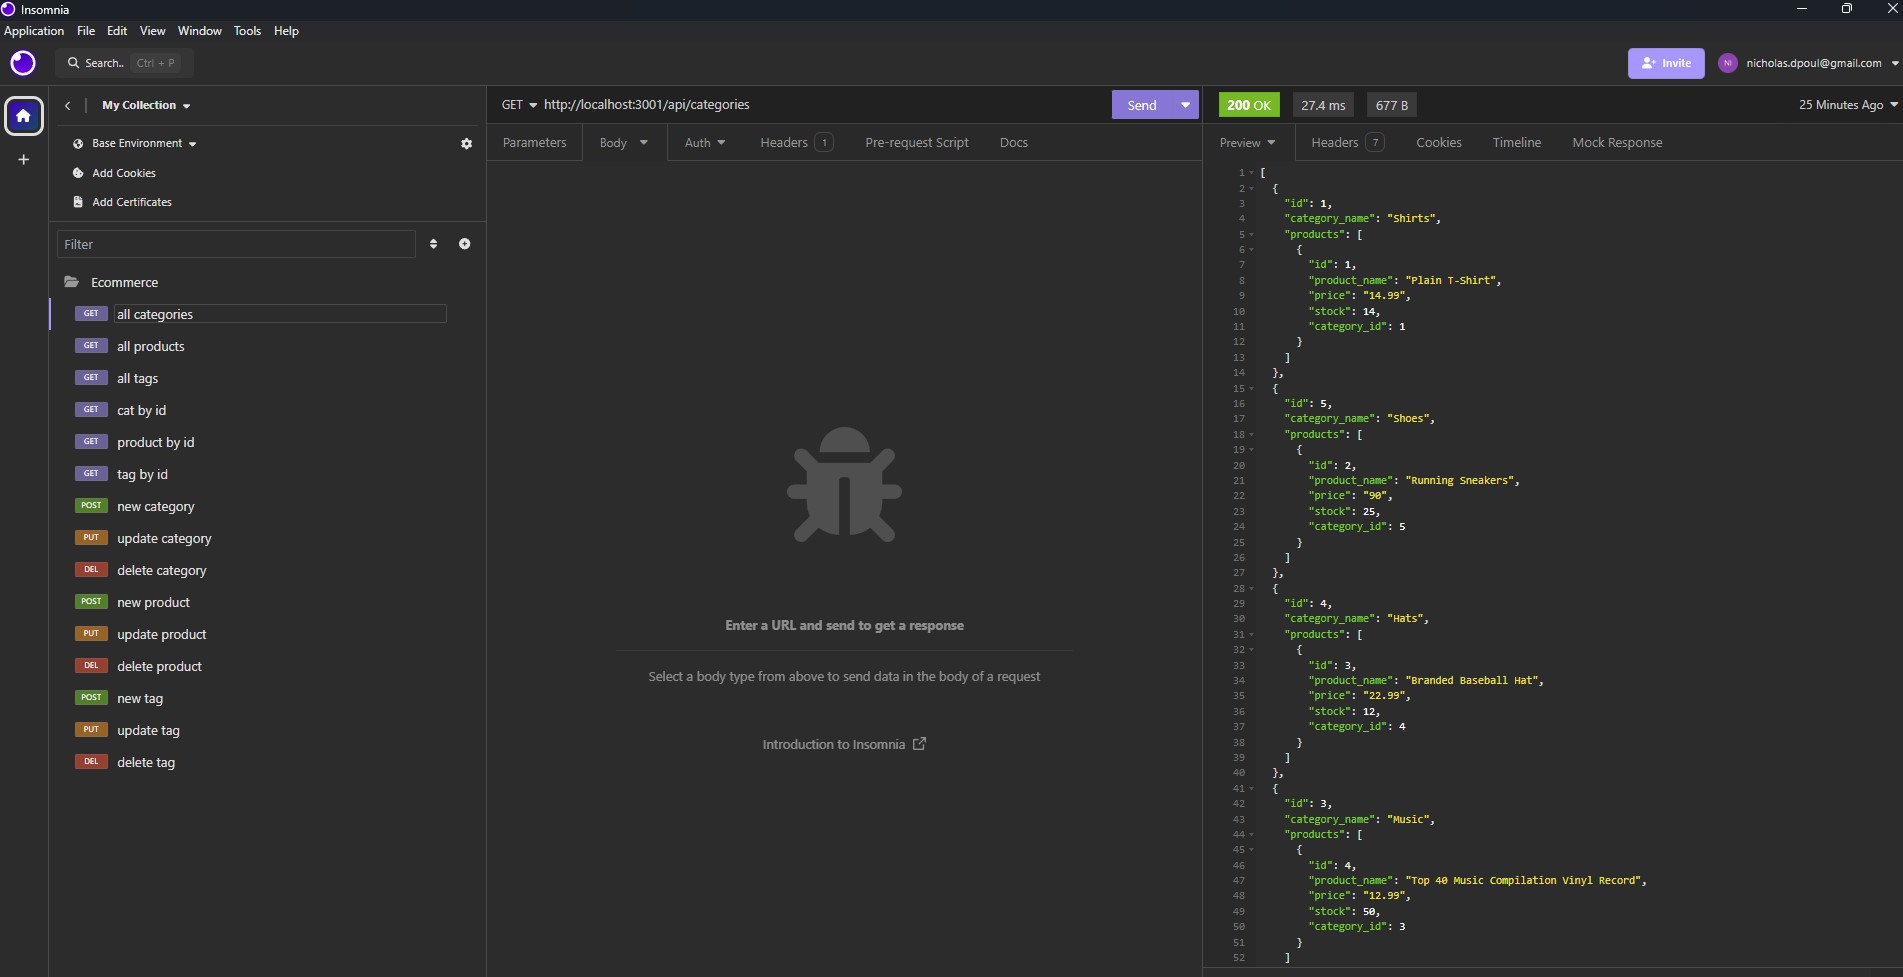 Insomnia
Application File Edit View Window Tools Help
Search.. Ctrl + P
Invite
NI nicholas.dpoul@gmail.com
My Collection
Base Environment
Add Cookies
Add Certificates
Filter
Ecommerce
GET all categories
GET all products
GET all tags
GET cat by id
GET product by id
GET tag by id
POST new category
PUT update category
DEL delete category
POST new product
PUT update product
DEL delete product
POST new tag
PUT update tag
DEL delete tag
GET http://localhost:3001/api/categories
Send
Parameters Body Auth Headers 1 Pre-request Script Docs
Enter a URL and send to get a response
Select a body type from above to send data in the body of a request
Introduction to Insomnia
200 OK 27.4 ms 677 B 25 Minutes Ago
Preview Headers 7 Cookies Timeline Mock Response
1 [
2 {
3 "id": 1,
4 "category_name": "Shirts",
5 "products": [
6 {
7 "id": 1,
8 "product_name": "Plain T-Shirt",
9 "price": "14.99",
10 "stock": 14,
11 "category_id": 1
12 }
13 ]
14 },
15 {
16 "id": 5,
17 "category_name": "Shoes",
18 "products": [
19 {
20 "id": 2,
21 "product_name": "Running Sneakers",
22 "price": "90",
23 "stock": 25,
24 "category_id": 5
25 }
26 ]
27 },
28 {
29 "id": 4,
30 "category_name": "Hats",
31 "products": [
32 {
33 "id": 3,
34 "product_name": "Branded Baseball Hat",
35 "price": "22.99",
36 "stock": 12,
37 "category_id": 4
38 }
39 ]
40 },
41 {
42 "id": 3,
43 "category_name": "Music",
44 "products": [
45 {
46 "id": 4,
47 "product_name": "Top 40 Music Compilation Vinyl Record",
48 "price": "12.99",
49 "stock": 50,
50 "category_id": 3
51 }
52 ]